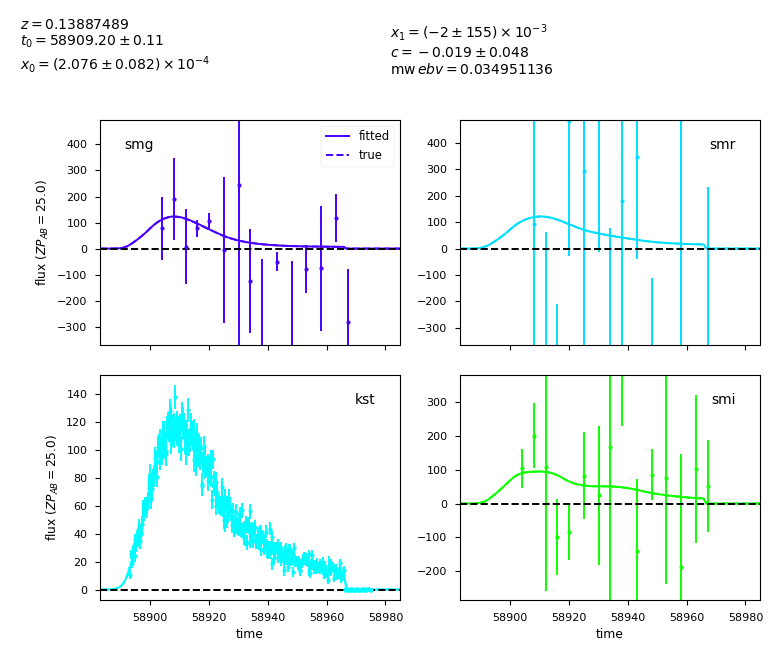 z = 0.13887489
t₀ = 58909.20 ± 0.11
x₀ = (2.076 ± 0.082) × 10⁻⁴
x₁ = (−2 ± 155) × 10⁻³
c = −0.019 ± 0.048
mw ebv = 0.034951136
smg
fitted
true
400
300
200
100
0
−100
−200
−300
flux (ZP_AB = 25.0)
smr
400
300
200
100
0
−100
−200
−300
kst
140
120
100
80
60
40
20
0
flux (ZP_AB = 25.0)
58900 58920 58940 58960 58980
time
smi
300
200
100
0
−100
−200
58900 58920 58940 58960 58980
time